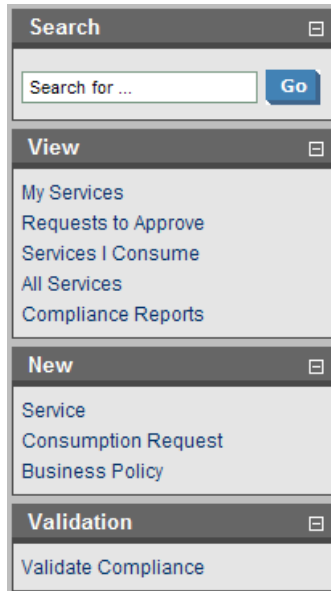 Search
Search for ...
Go
View
My Services
Requests to Approve
Services I Consume
All Services
Compliance Reports
New
Service
Consumption Request
Business Policy
Validation
Validate Compliance